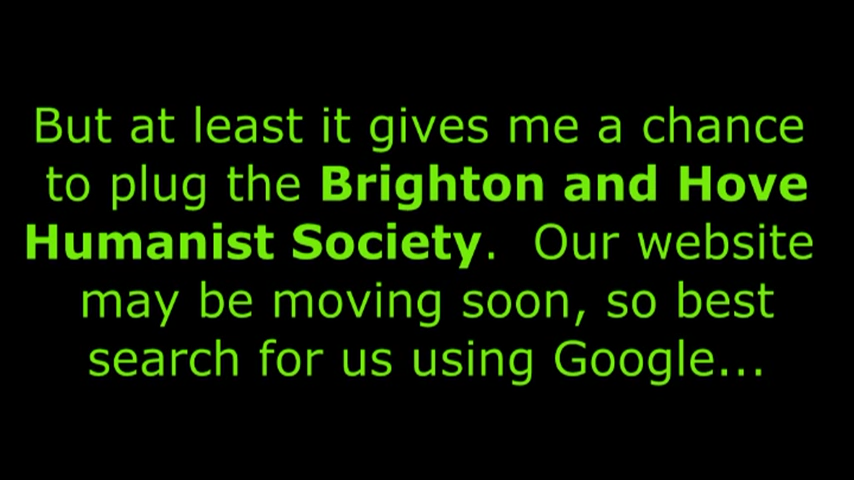 But at least it gives me a chance
to plug the Brighton and Hove
Humanist Society.  Our website
may be moving soon, so best
search for us using Google...